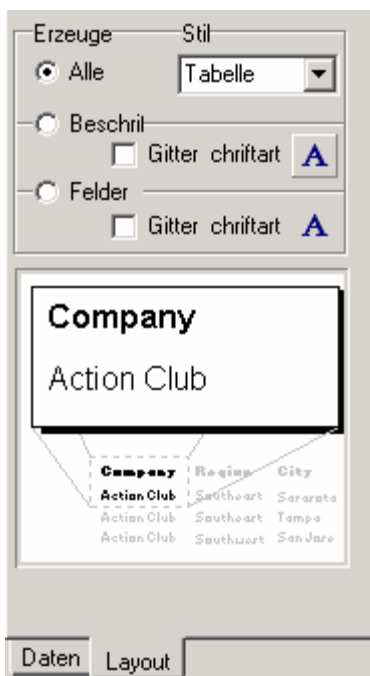 Erzeuge Stil
Alle Tabelle
Beschril
Gitter chriftart A
Felder
Gitter chriftart A
Company
Action Club
Company Region City
Action Club Southeast Sarasota
Action Club Southeast Tampa
Action Club Southwest San Jose
Daten Layout